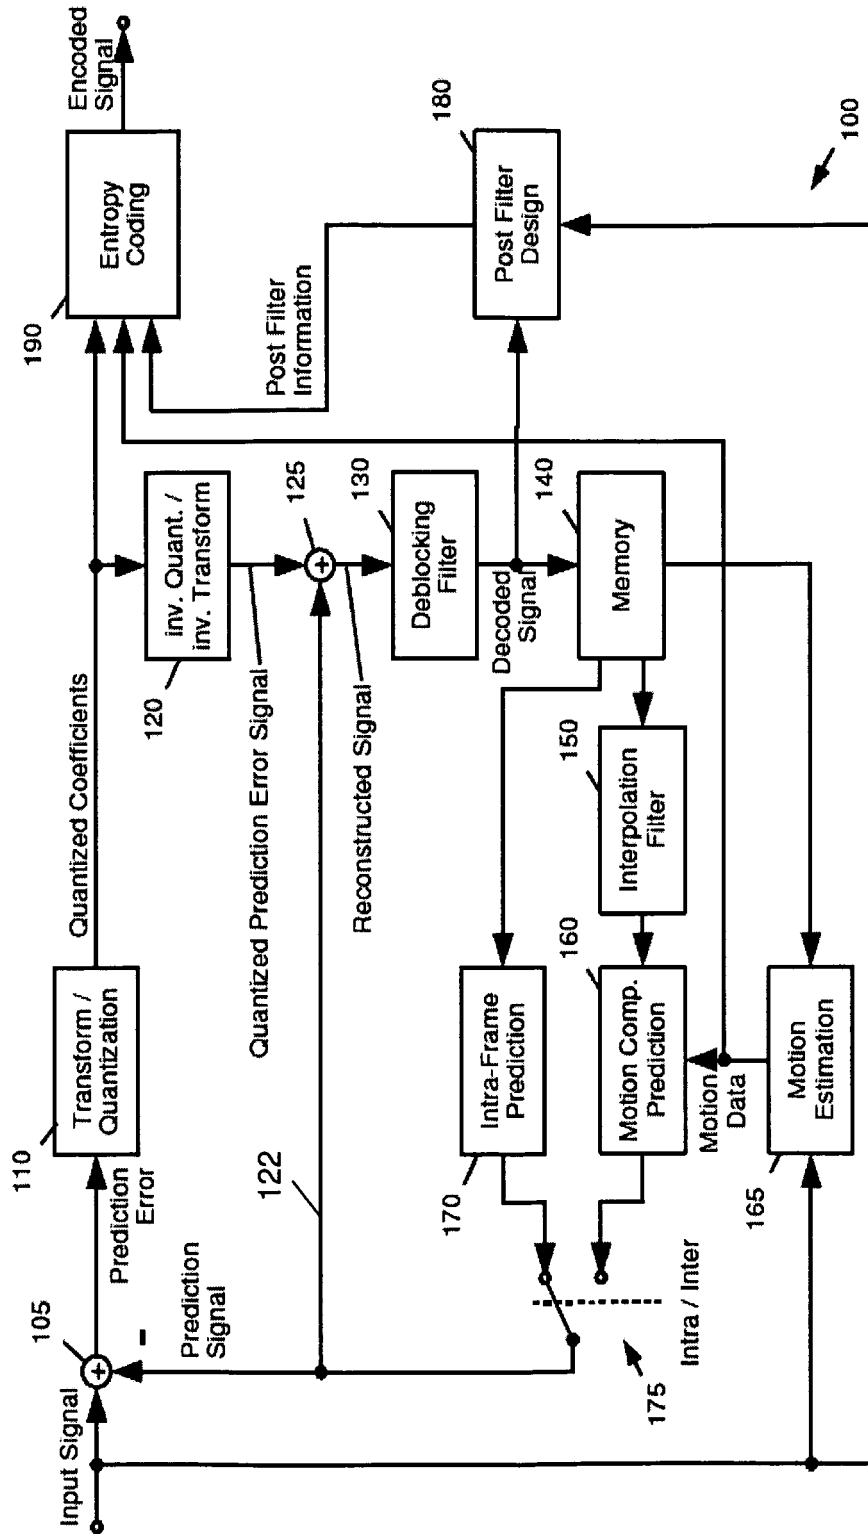 Input Signal
105
Prediction
Error
110
Transform /
Quantization
Quantized Coefficients
190
Entropy
Coding
Encoded
Signal
-
Prediction
Signal
122
120
inv. Quant. /
inv. Transform
Quantized Prediction Error Signal
125
Reconstructed Signal
130
Deblocking
Filter
Decoded
Signal
Post Filter
Information
180
Post Filter
Design
140
Memory
170
Intra-Frame
Prediction
150
Interpolation
Filter
160
Motion Comp.
Prediction
Motion
Data
165
Motion
Estimation
Intra / Inter
175
100